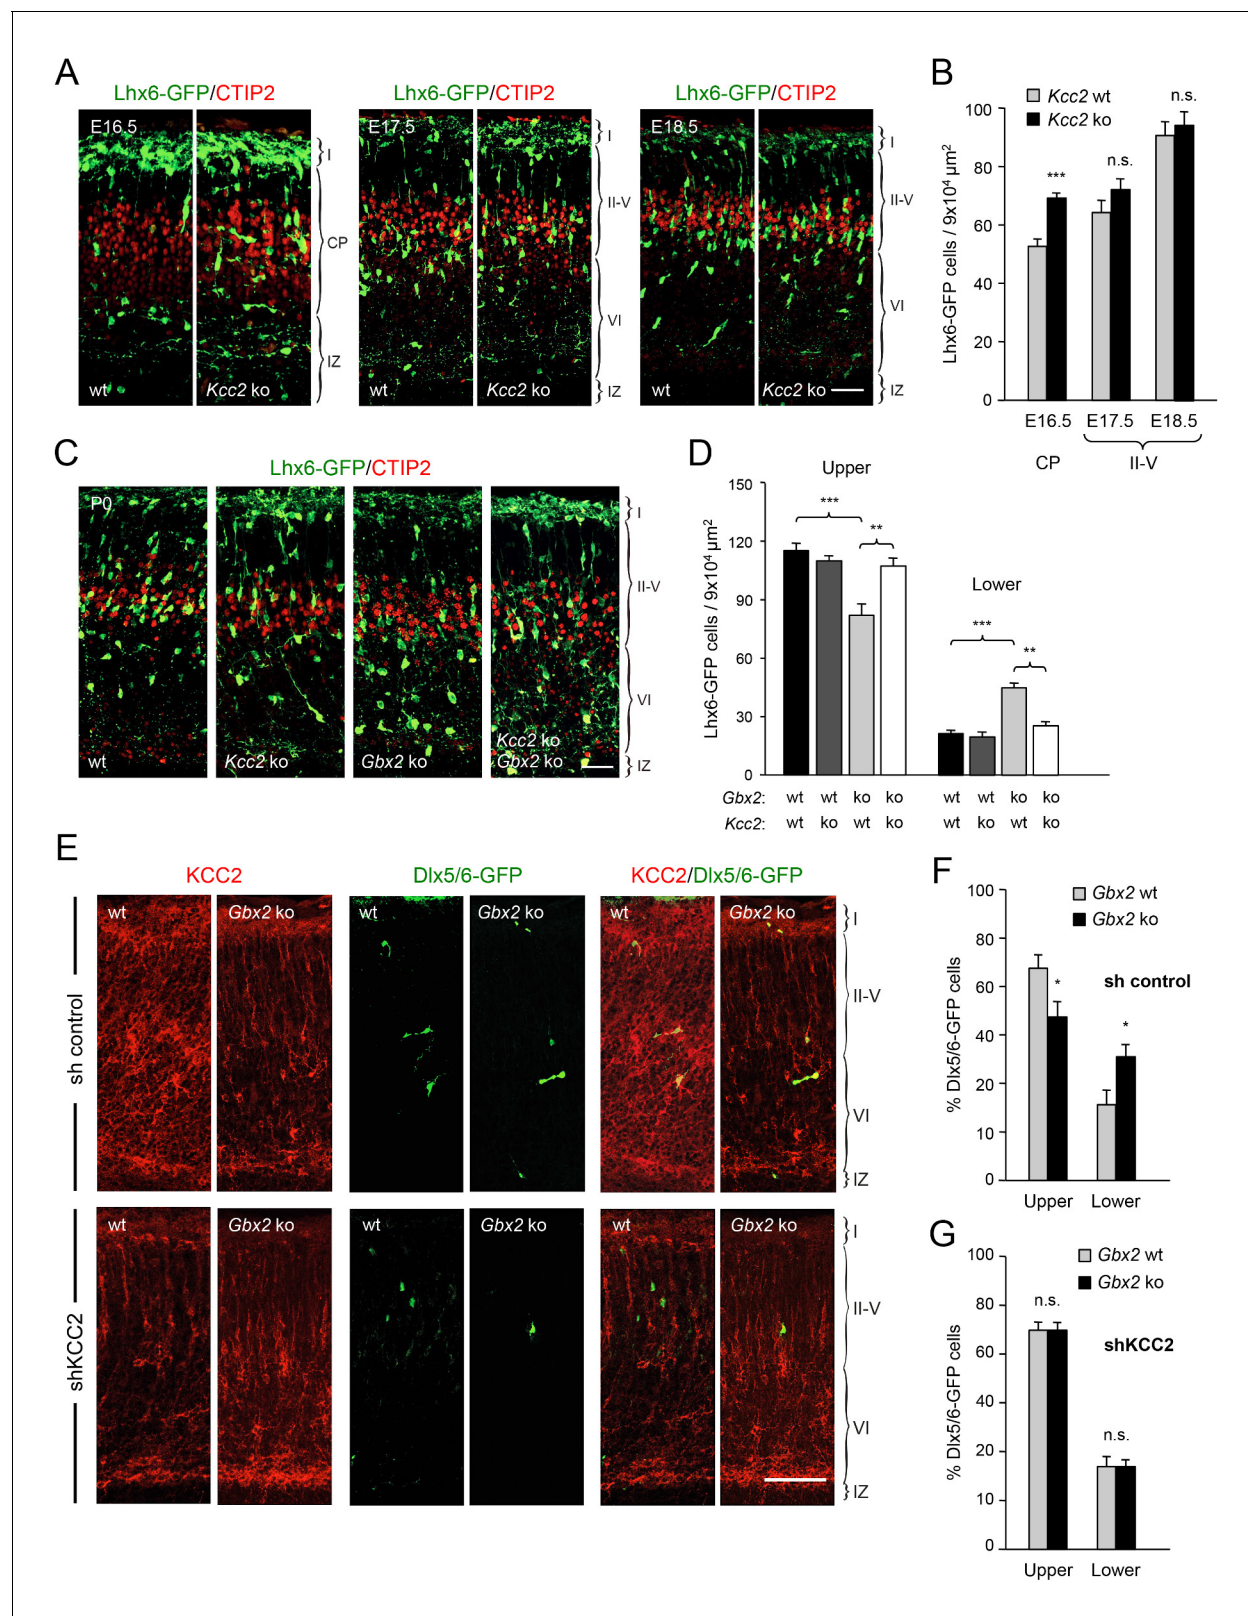 A
Lhx6-GFP/CTIP2
Lhx6-GFP/CTIP2
Lhx6-GFP/CTIP2
E16.5
E17.5
E18.5
I
CP
IZ
I
II-V
VI
IZ
I
II-V
VI
IZ
wt
Kcc2 ko
wt
Kcc2 ko
wt
Kcc2 ko
B
Kcc2 wt
Kcc2 ko
Lhx6-GFP cells / 9x10⁴ µm²
100
80
60
40
20
0
***
n.s.
n.s.
E16.5 E17.5 E18.5
CP II-V
C
Lhx6-GFP/CTIP2
P0
I
II-V
VI
IZ
wt
Kcc2 ko
Gbx2 ko
Kcc2 ko
Gbx2 ko
D
Upper
Lower
Lhx6-GFP cells / 9x10⁴ µm²
150
120
90
60
30
0
***
**
***
**
Gbx2: wt wt ko ko wt wt ko ko
Kcc2: wt ko wt ko wt ko wt ko
E
KCC2
Dlx5/6-GFP
KCC2/Dlx5/6-GFP
sh control
wt
Gbx2 ko
wt
Gbx2 ko
wt
Gbx2 ko
I
II-V
VI
IZ
shKCC2
wt
Gbx2 ko
wt
Gbx2 ko
wt
Gbx2 ko
I
II-V
VI
IZ
F
Gbx2 wt
Gbx2 ko
sh control
% Dlx5/6-GFP cells
100
80
60
40
20
10
0
*
*
Upper Lower
G
Gbx2 wt
Gbx2 ko
shKCC2
% Dlx5/6-GFP cells
100
80
60
40
20
10
0
n.s.
n.s.
Upper Lower